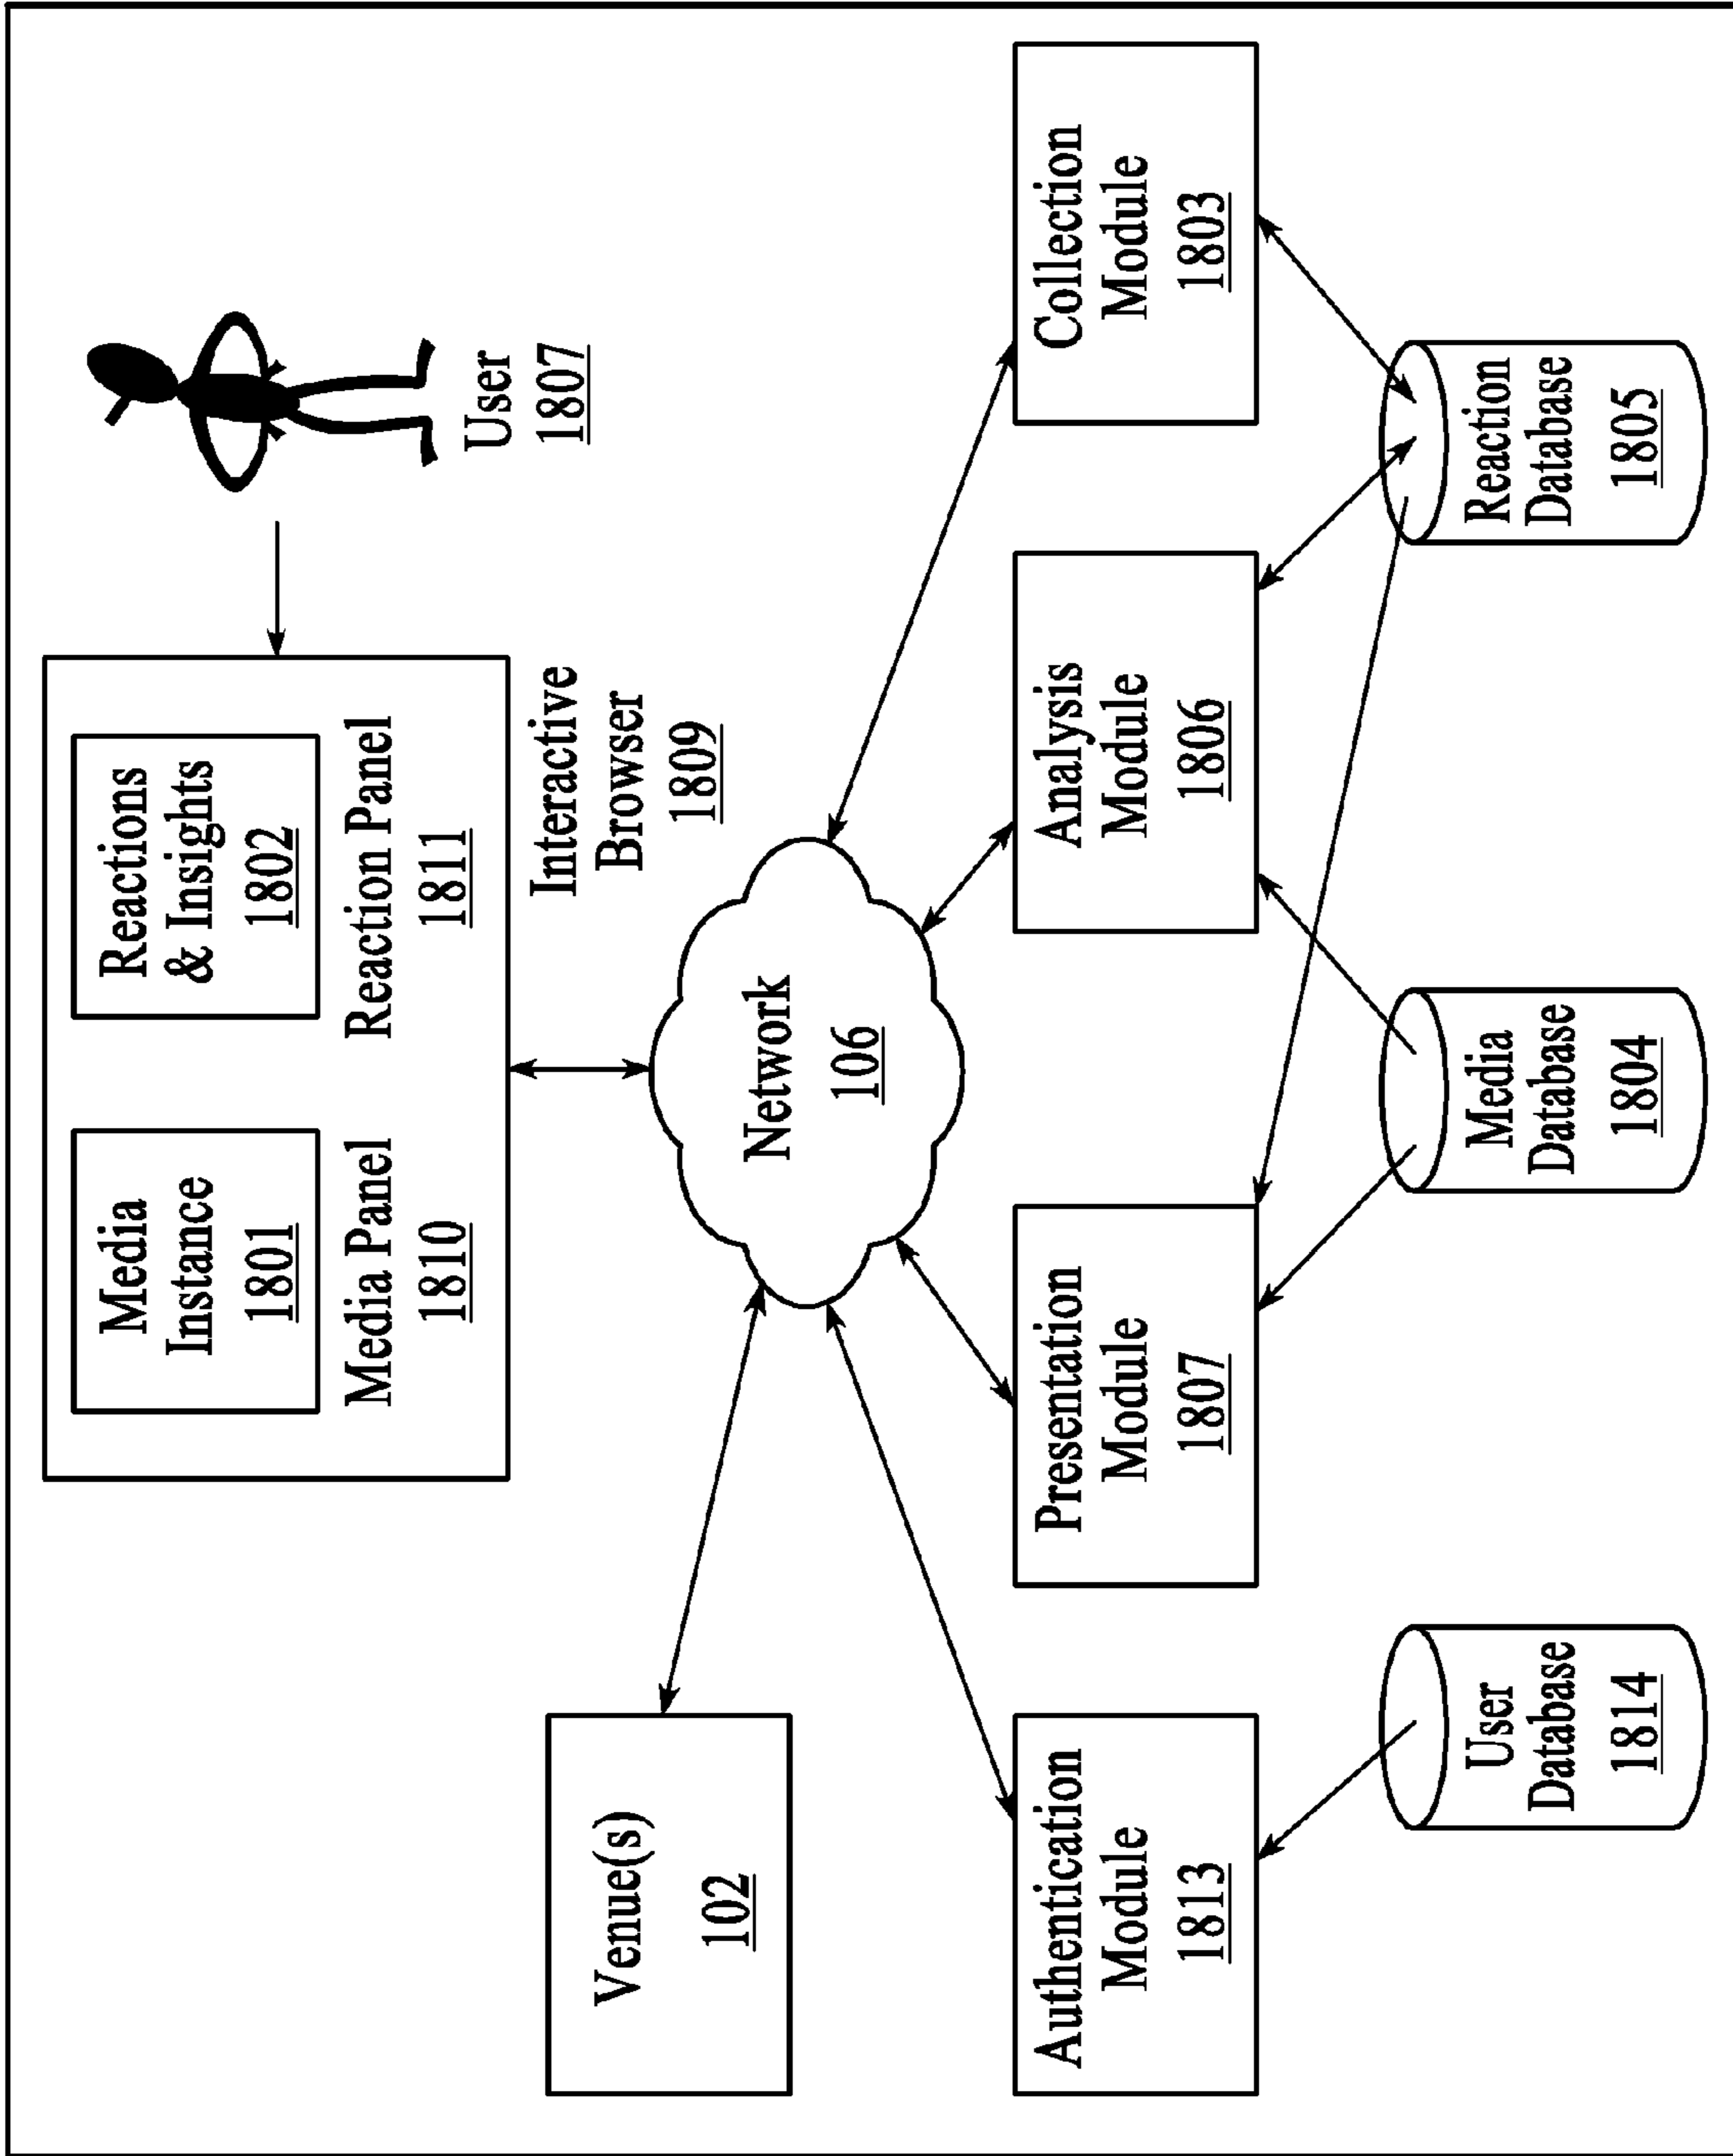 Media
Instance
1801
Media Panel
1810
Reactions
& Insights
1802
Reaction Panel
1811
User
1807
Interactive
Browser
1809
Venue(s)
102
Network
106
Authentication
Module
1813
Presentation
Module
1807
Analysis
Module
1806
Collection
Module
1803
User
Database
1814
Media
Database
1804
Reaction
Database
1805